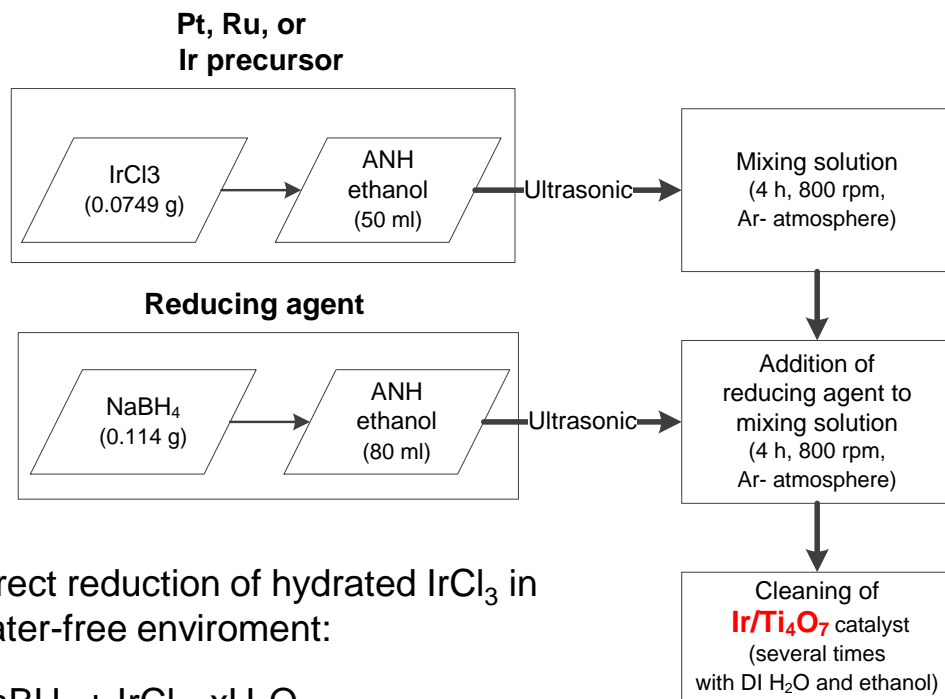 Pt, Ru, or
Ir precursor
IrCl3
(0.0749 g)
ANH
ethanol
(50 ml)
Ultrasonic
Mixing solution
(4 h, 800 rpm,
Ar- atmosphere)
Reducing agent
NaBH₄
(0.114 g)
ANH
ethanol
(80 ml)
Ultrasonic
Addition of
reducing agent to
mixing solution
(4 h, 800 rpm,
Ar- atmosphere)
rect reduction of hydrated IrCl₃ in
ater-free enviroment:
Cleaning of
Ir/Ti₄O₇ catalyst
(several times
with DI H₂O and ethanol)